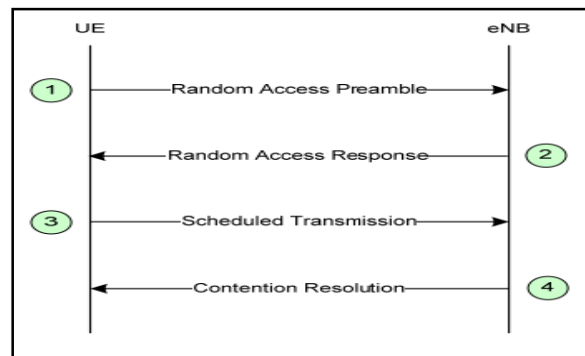 UE eNB
1 Random Access Preamble
Random Access Response 2
3 Scheduled Transmission
Contention Resolution 4